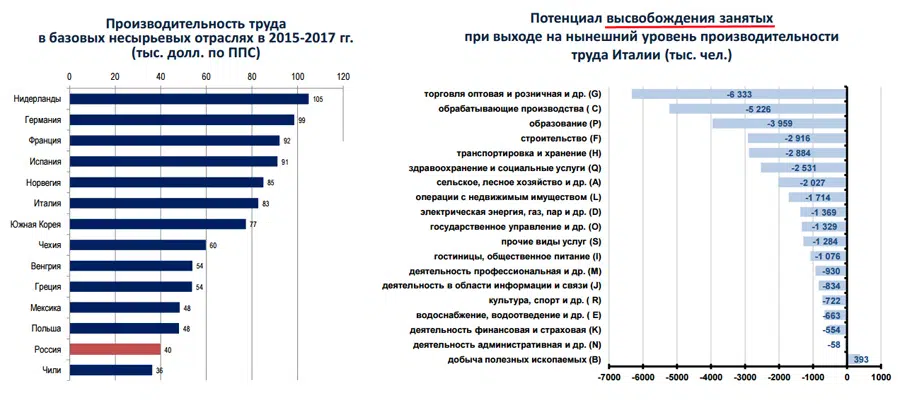 Производительность труда
в базовых несырьевых отраслях в 2015-2017 гг.
(тыс. долл. по ППС)
0 20 40 60 80 100 120
Нидерланды 105
Германия 99
Франция 92
Испания 91
Норвегия 85
Италия 83
Южная Корея 77
Чехия 60
Венгрия 54
Греция 54
Мексика 48
Польша 48
Россия 40
Чили 36
Потенциал высвобождения занятых
при выходе на нынешний уровень производительности
труда Италии (тыс. чел.)
торговля оптовая и розничная и др. (G) -6 333
обрабатывающие производства ( C) -5 226
образование (P) -3 959
строительство (F) -2 916
транспортировка и хранение (H) -2 884
здравоохранение и социальные услуги (Q) -2 531
сельское, лесное хозяйство и др. (A) -2 027
операции с недвижимым имуществом (L) -1 714
электрическая энергия, газ, пар и др. (D) -1 369
государственное управление и др. (O) -1 329
прочие виды услуг (S) -1 284
гостиницы, общественное питание (I) -1 076
деятельность профессиональная и др. (M) -930
деятельность в области информации и связи (J) -834
культура, спорт и др. ( R) -722
водоснабжение, водоотведение и др. ( E) -663
деятельность финансовая и страховая (K) -554
деятельность административная и др. (N) -58
добыча полезных ископаемых (B) 393
-7000 -6000 -5000 -4000 -3000 -2000 -1000 0 1000